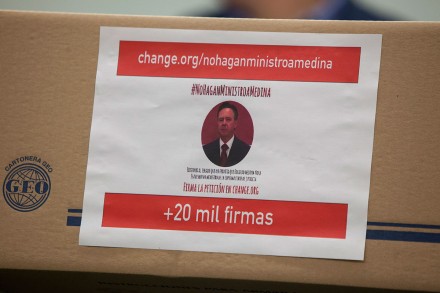 change.org/nohaganministroamedina
#NoHaganMinistroaMedina
Firma la petición en change.org
+20 mil firmas
CARTONERA GEO
GEO